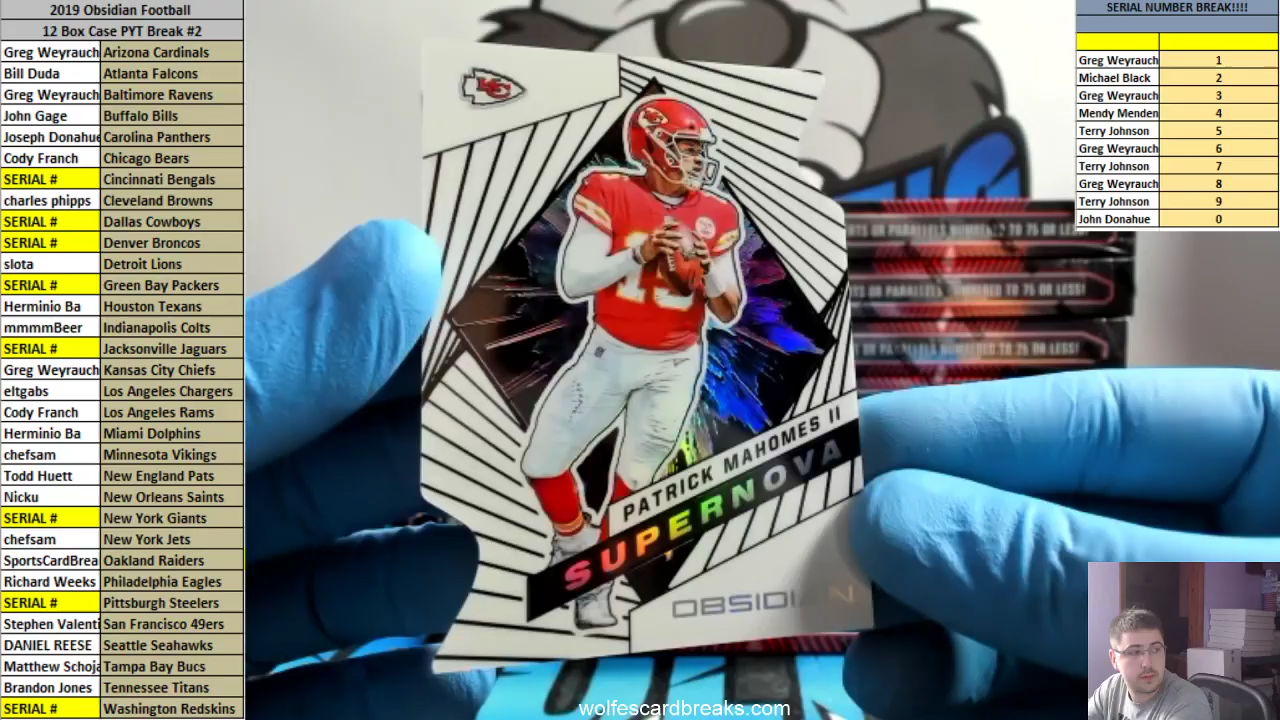 2019 Obsidian Football
12 Box Case PYT Break #2
Greg Weyrauch Arizona Cardinals
Bill Duda Atlanta Falcons
Greg Weyrauch Baltimore Ravens
John Gage Buffalo Bills
Joseph Donahue Carolina Panthers
Cody Franch Chicago Bears
SERIAL # Cincinnati Bengals
charles phipps Cleveland Browns
SERIAL # Dallas Cowboys
SERIAL # Denver Broncos
slota Detroit Lions
SERIAL # Green Bay Packers
Herminio Ba Houston Texans
mmmmBeer Indianapolis Colts
SERIAL # Jacksonville Jaguars
Greg Weyrauch Kansas City Chiefs
eltgabs Los Angeles Chargers
Cody Franch Los Angeles Rams
Herminio Ba Miami Dolphins
chefsam Minnesota Vikings
Todd Huett New England Pats
Nicku New Orleans Saints
SERIAL # New York Giants
chefsam New York Jets
SportsCardBrea Oakland Raiders
Richard Weeks Philadelphia Eagles
SERIAL # Pittsburgh Steelers
Stephen Valenti San Francisco 49ers
DANIEL REESE Seattle Seahawks
Matthew Schoja Tampa Bay Bucs
Brandon Jones Tennessee Titans
SERIAL # Washington Redskins
KC
15
PATRICK MAHOMES II
SUPERNOVA
OBSIDIAN
OR PARALLELS NUMBERED TO 75 OR LESS!
wolfescardbreaks.com
SERIAL NUMBER BREAK!!!!
Greg Weyrauch 1
Michael Black 2
Greg Weyrauch 3
Mendy Menden 4
Terry Johnson 5
Greg Weyrauch 6
Terry Johnson 7
Greg Weyrauch 8
Terry Johnson 9
John Donahue 0